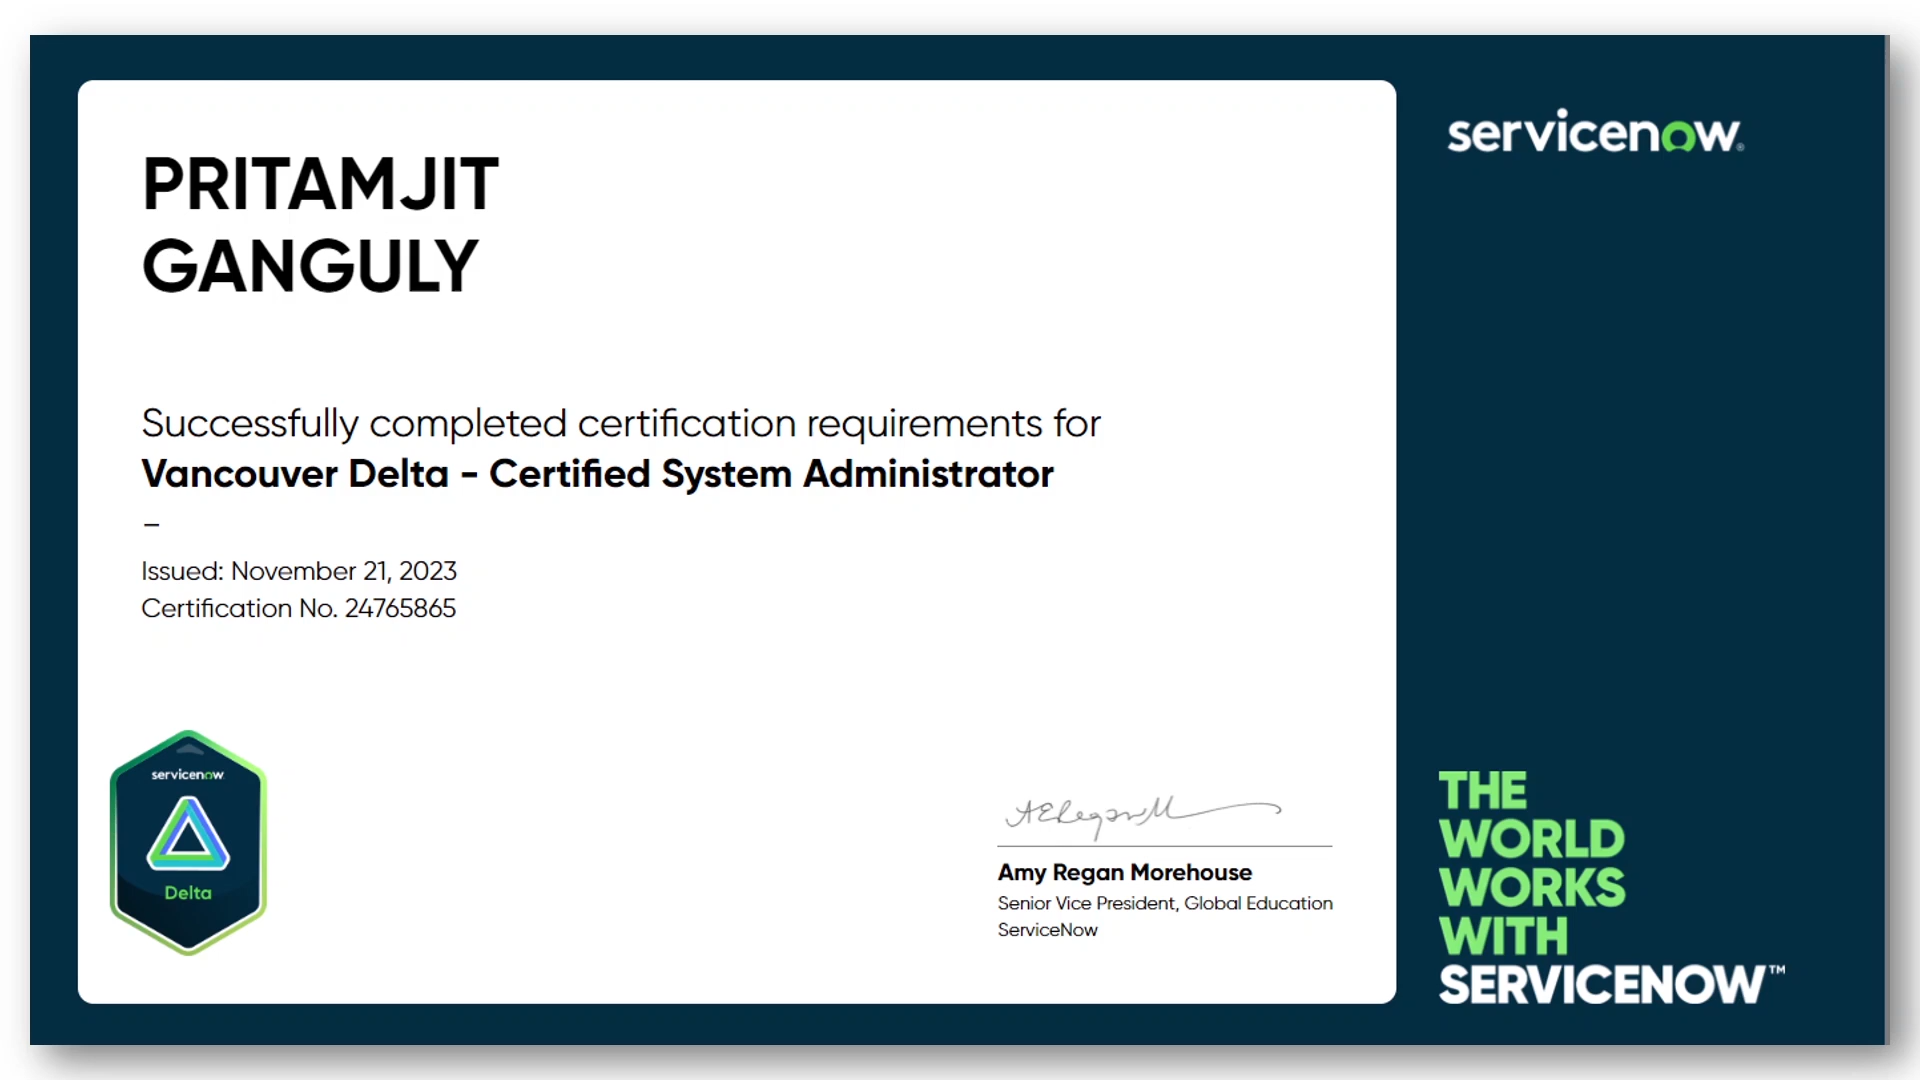 PRITAMJIT
GANGULY
Successfully completed certification requirements for
Vancouver Delta - Certified System Administrator
–
Issued: November 21, 2023
Certification No. 24765865
servicenow
Delta
Amy Regan Morehouse
Senior Vice President, Global Education
ServiceNow
servicenow®
THE
WORLD
WORKS
WITH
SERVICENOW™